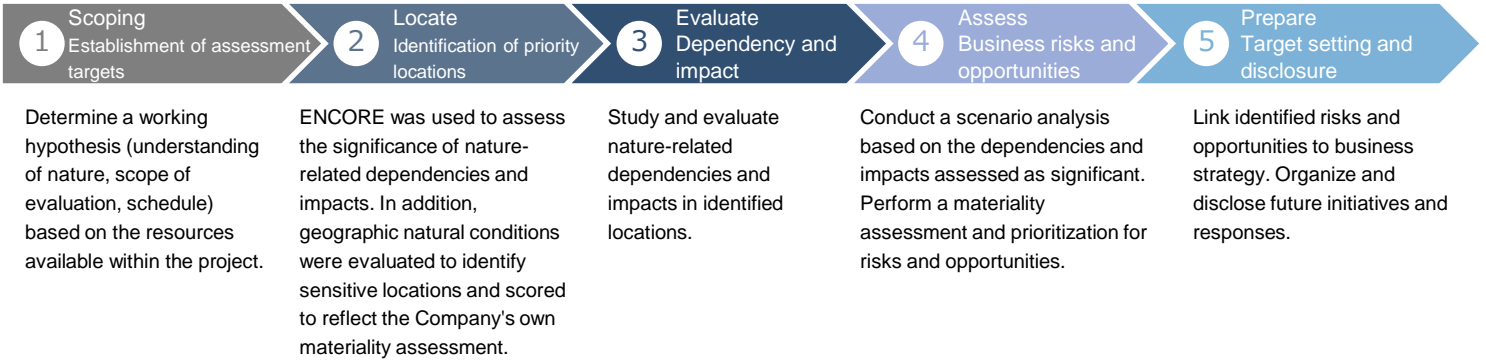 1
Scoping
Establishment of assessment
targets
2
Locate
Identification of priority
locations
3
Evaluate
Dependency and
impact
4
Assess
Business risks and
opportunities
5
Prepare
Target setting and
disclosure
Determine a working
hypothesis (understanding
of nature, scope of
evaluation, schedule)
based on the resources
available within the project.
ENCORE was used to assess
the significance of nature-
related dependencies and
impacts. In addition,
geographic natural conditions
were evaluated to identify
sensitive locations and scored
to reflect the Company's own
materiality assessment.
Study and evaluate
nature-related
dependencies and
impacts in identified
locations.
Conduct a scenario analysis
based on the dependencies and
impacts assessed as significant.
Perform a materiality
assessment and prioritization for
risks and opportunities.
Link identified risks and
opportunities to business
strategy. Organize and
disclose future initiatives and
responses.